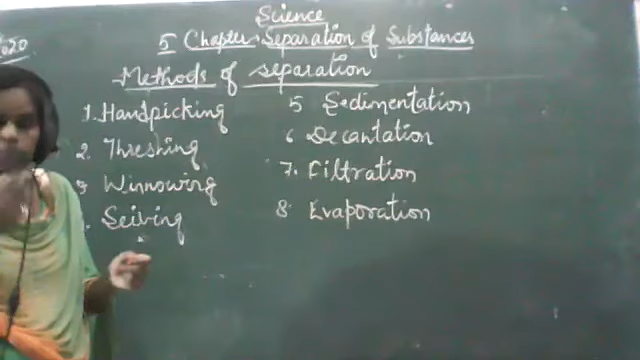 Science
5 Chapter. Separation of Substances
Methods of separation
1. Handpicking
2. Threshing
3 Winnowing
. Seiving
5 Sedimentation
6 Decantation
7. Filtration
8 Evaporation